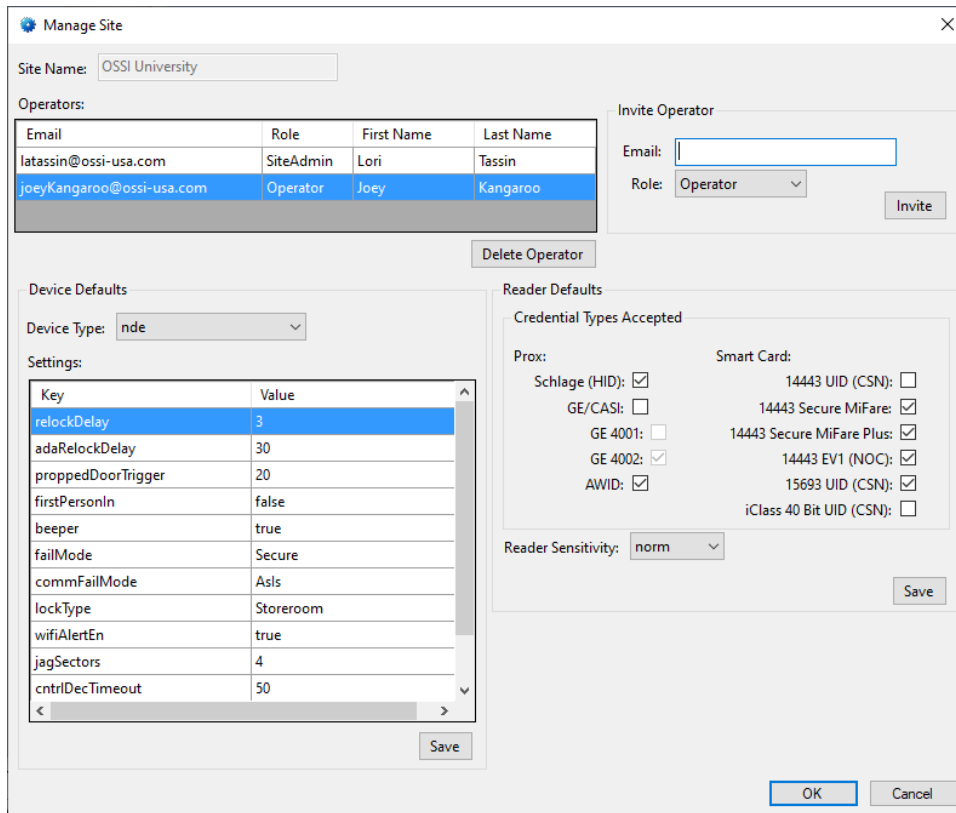 Manage Site
Site Name: OSSI University
Operators:
Email Role First Name Last Name
latassin@ossi-usa.com SiteAdmin Lori Tassin
joeyKangaroo@ossi-usa.com Operator Joey Kangaroo
Delete Operator
Invite Operator
Email:
Role: Operator
Invite
Device Defaults
Device Type: nde
Settings:
Key Value
relockDelay 3
adaRelockDelay 30
proppedDoorTrigger 20
firstPersonIn false
beeper true
failMode Secure
commFailMode AsIs
lockType Storeroom
wifiAlertEn true
jagSectors 4
cntrlDecTimeout 50
Save
Reader Defaults
Credential Types Accepted
Prox:
Schlage (HID):
GE/CASI:
GE 4001:
GE 4002:
AWID:
Smart Card:
14443 UID (CSN):
14443 Secure MiFare:
14443 Secure MiFare Plus:
14443 EV1 (NOC):
15693 UID (CSN):
iClass 40 Bit UID (CSN):
Reader Sensitivity: norm
Save
OK Cancel